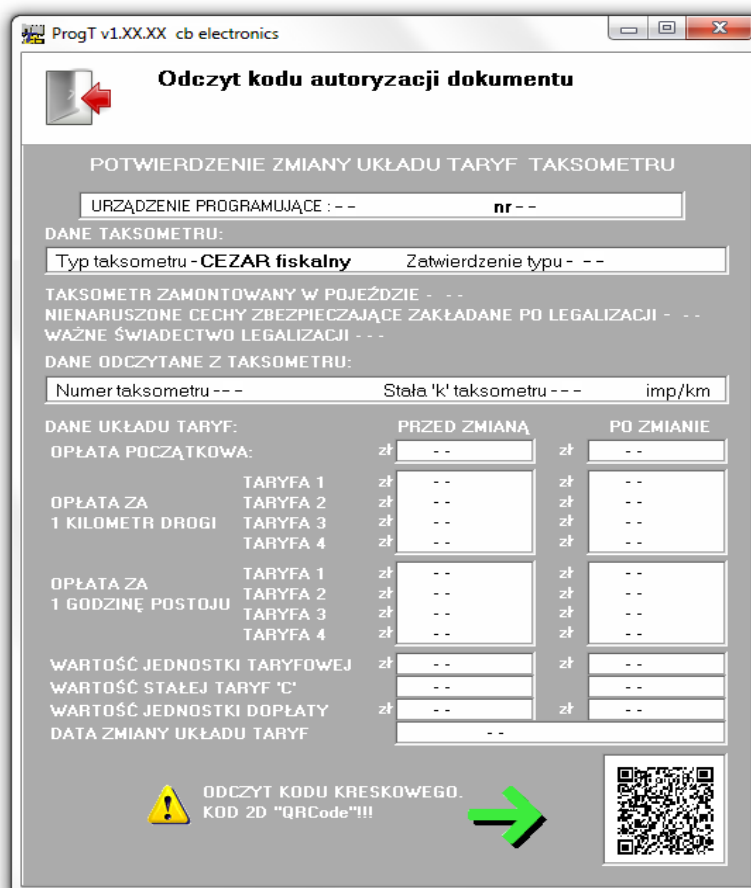 ProgT v1.XX.XX cb electronics
Odczyt kodu autoryzacji dokumentu
POTWIERDZENIE ZMIANY UKŁADU TARYF TAKSOMETRU
URZĄDZENIE PROGRAMUJĄCE : - - nr - -
DANE TAKSOMETRU:
Typ taksometru - CEZAR fiskalny Zatwierdzenie typu - - -
TAKSOMETR ZAMONTOWANY W POJEŹDZIE - - -
NIENARUSZONE CECHY ZBEZPIECZAJĄCE ZAKŁADANE PO LEGALIZACJI - - -
WAŻNE ŚWIADECTWO LEGALIZACJI - - -
DANE ODCZYTANE Z TAKSOMETRU:
Numer taksometru - - - Stała 'k' taksometru - - - imp/km
DANE UKŁADU TARYF: PRZED ZMIANĄ PO ZMIANIE
OPŁATA POCZĄTKOWA: zł - - zł - -
TARYFA 1 zł - - zł - -
OPŁATA ZA TARYFA 2 zł - - zł - -
1 KILOMETR DROGI TARYFA 3 zł - - zł - -
TARYFA 4 zł - - zł - -
TARYFA 1 zł - - zł - -
OPŁATA ZA TARYFA 2 zł - - zł - -
1 GODZINĘ POSTOJU TARYFA 3 zł - - zł - -
TARYFA 4 zł - - zł - -
WARTOŚĆ JEDNOSTKI TARYFOWEJ zł - - zł - -
WARTOŚĆ STAŁEJ TARYF 'C' - - - -
WARTOŚĆ JEDNOSTKI DOPŁATY zł - - zł - -
DATA ZMIANY UKŁADU TARYF - -
ODCZYT KODU KRESKOWEGO.
KOD 2D "QRCode"!!!